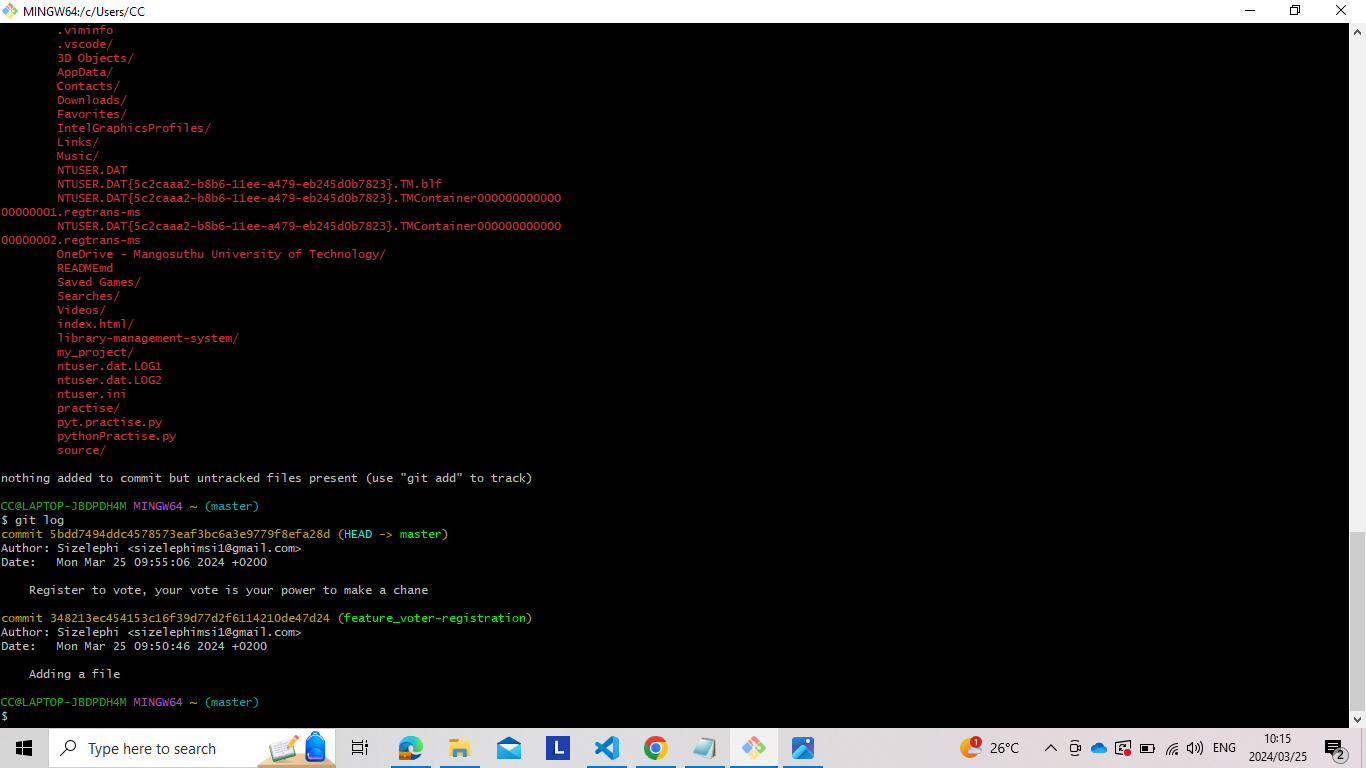 MINGW64:/c/Users/CC
.viminfo
.vscode/
3D Objects/
AppData/
Contacts/
Downloads/
Favorites/
IntelGraphicsProfiles/
Links/
Music/
NTUSER.DAT
NTUSER.DAT{5c2caaa2-b8b6-11ee-a479-eb245d0b7823}.TM.blf
NTUSER.DAT{5c2caaa2-b8b6-11ee-a479-eb245d0b7823}.TMContainer000000000000
00000001.regtrans-ms
NTUSER.DAT{5c2caaa2-b8b6-11ee-a479-eb245d0b7823}.TMContainer000000000000
00000002.regtrans-ms
OneDrive - Mangosuthu University of Technology/
READMEmd
Saved Games/
Searches/
Videos/
index.html/
library-management-system/
my_project/
ntuser.dat.LOG1
ntuser.dat.LOG2
ntuser.ini
practise/
pyt.practise.py
pythonPractise.py
source/
nothing added to commit but untracked files present (use "git add" to track)
CC@LAPTOP-JBDPDH4M MINGW64 ~ (master)
$ git log
commit 5bdd7494ddc4578573eaf3bc6a3e9779f8efa28d (HEAD -> master)
Author: Sizelephi <sizelephimsi1@gmail.com>
Date:   Mon Mar 25 09:55:06 2024 +0200
Register to vote, your vote is your power to make a chane
commit 348213ec454153c16f39d77d2f6114210de47d24 (feature_voter-registration)
Author: Sizelephi <sizelephimsi1@gmail.com>
Date:   Mon Mar 25 09:50:46 2024 +0200
Adding a file
CC@LAPTOP-JBDPDH4M MINGW64 ~ (master)
$
Type here to search
L
1
26°C
ENG
10:15
2024/03/25
2